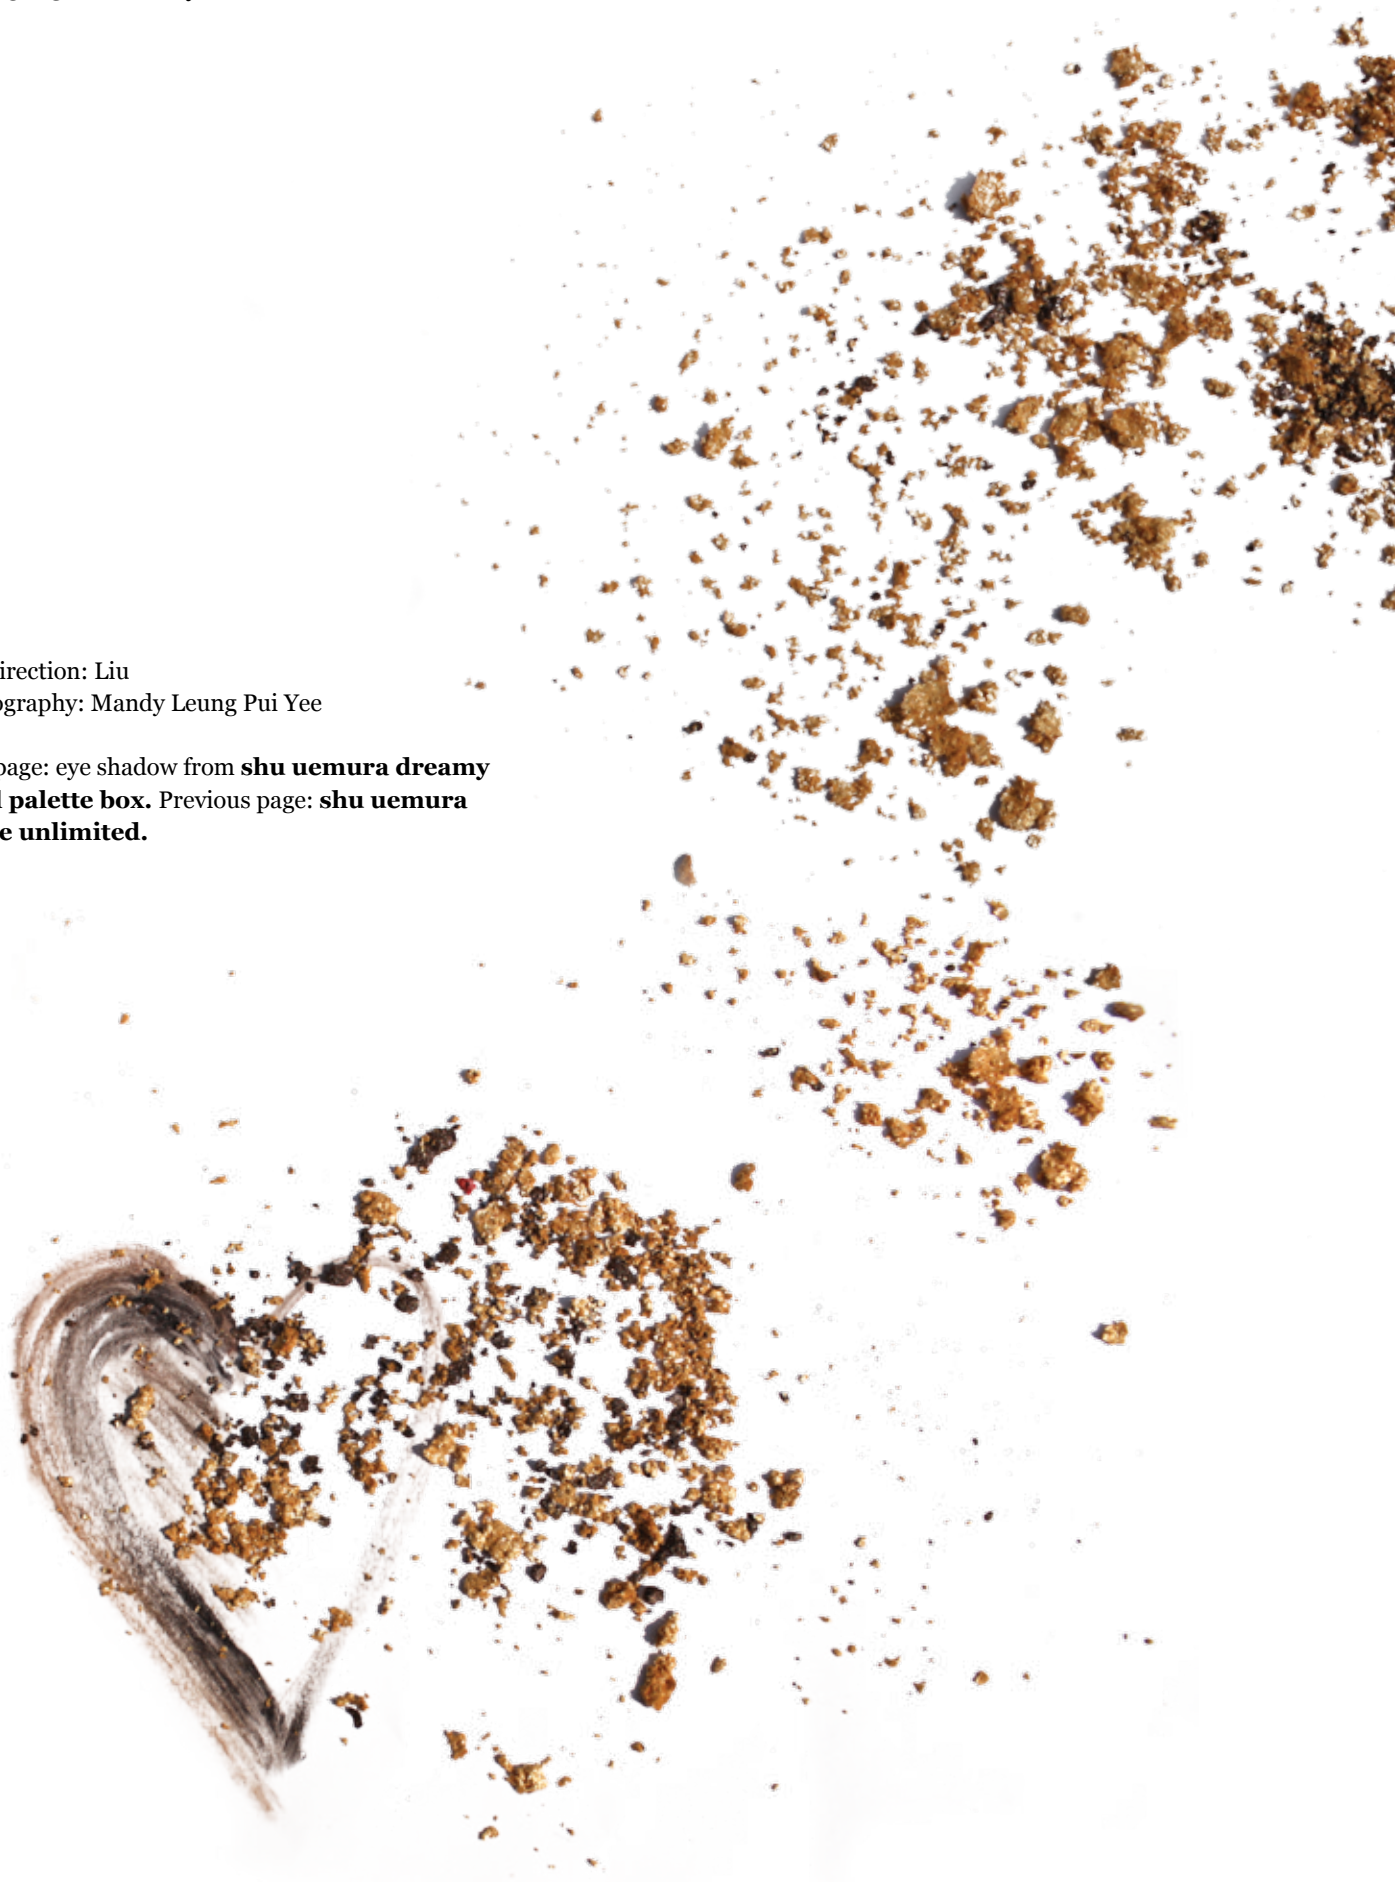 irection: Liu
ography: Mandy Leung Pui Yee
page: eye shadow from shu uemura dreamy
palette box. Previous page: shu uemura
e unlimited.